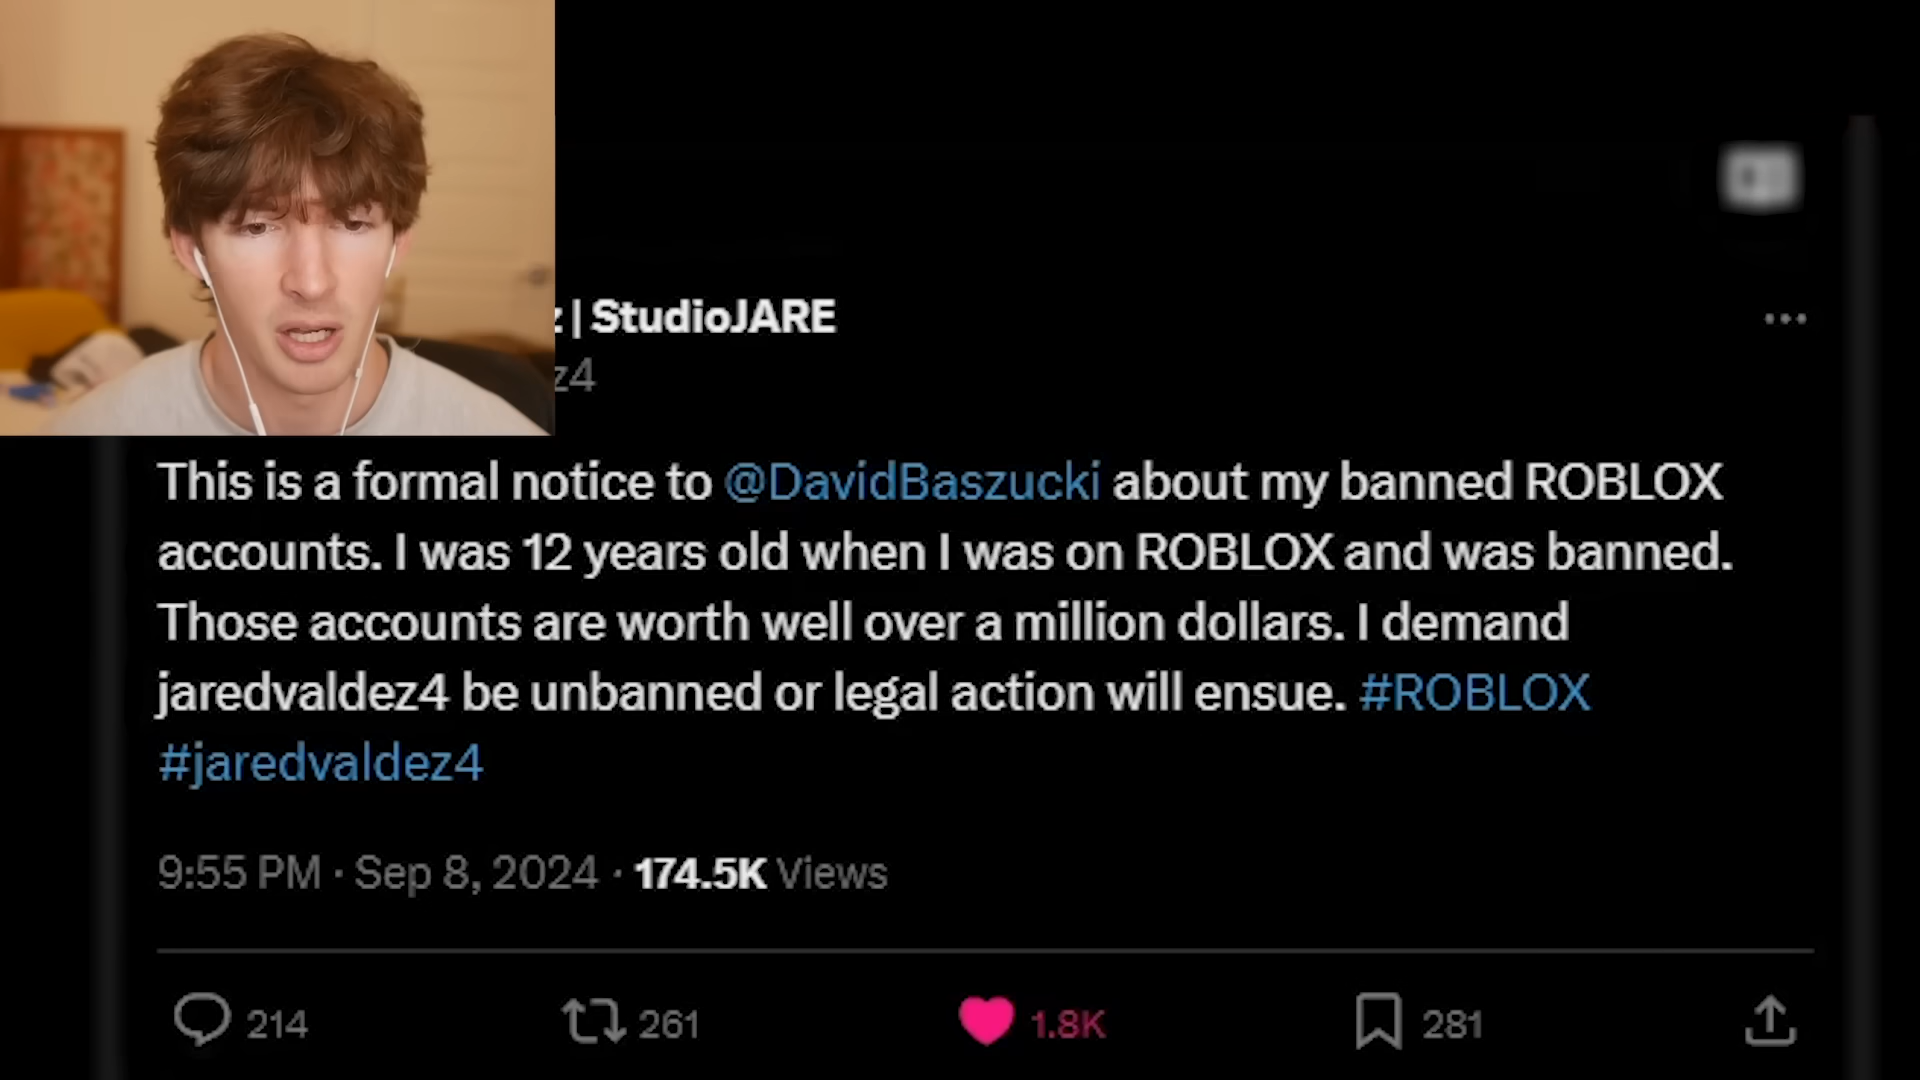 | StudioJARE
z4
This is a formal notice to @DavidBaszucki about my banned ROBLOX
accounts. I was 12 years old when I was on ROBLOX and was banned.
Those accounts are worth well over a million dollars. I demand
jaredvaldez4 be unbanned or legal action will ensue. #ROBLOX
#jaredvaldez4
9:55 PM · Sep 8, 2024 · 174.5K Views
214 261 1.8K 281